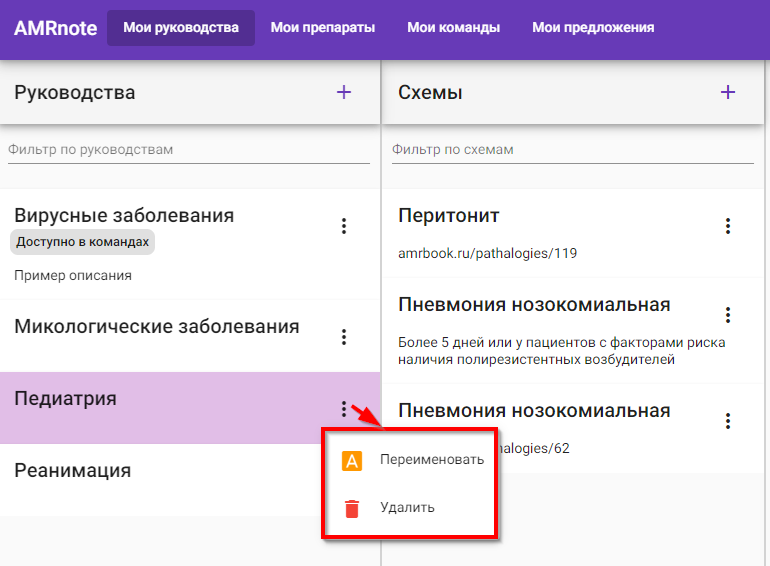 AMRnote Мои руководства Мои препараты Мои команды Мои предложения
Руководства
Фильтр по руководствам
Вирусные заболевания
Доступно в командах
Пример описания
Микологические заболевания
Педиатрия
Реанимация
Схемы
Фильтр по схемам
Перитонит
amrbook.ru/pathalogies/119
Пневмония нозокомиальная
Более 5 дней или у пациентов с факторами риска
наличия полирезистентных возбудителей
Пневмония нозокомиальная
halogies/62
A Переименовать
Удалить